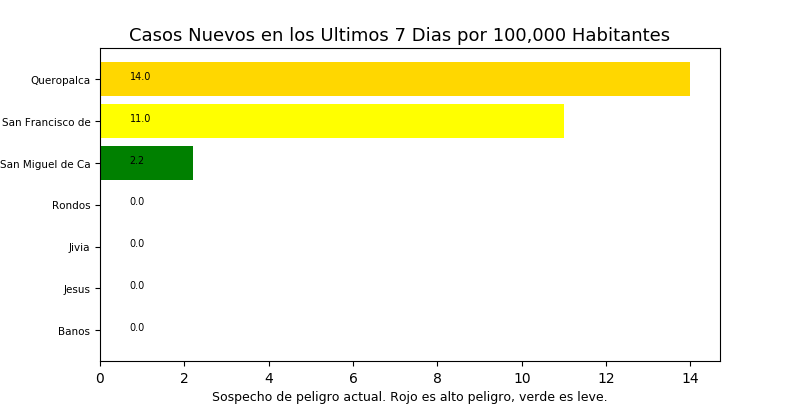 Casos Nuevos en los Ultimos 7 Dias por 100,000 Habitantes
Queropalca 14.0
San Francisco de 11.0
San Miguel de Ca 2.2
Rondos 0.0
Jivia 0.0
Jesus 0.0
Banos 0.0
0 2 4 6 8 10 12 14
Sospecho de peligro actual. Rojo es alto peligro, verde es leve.